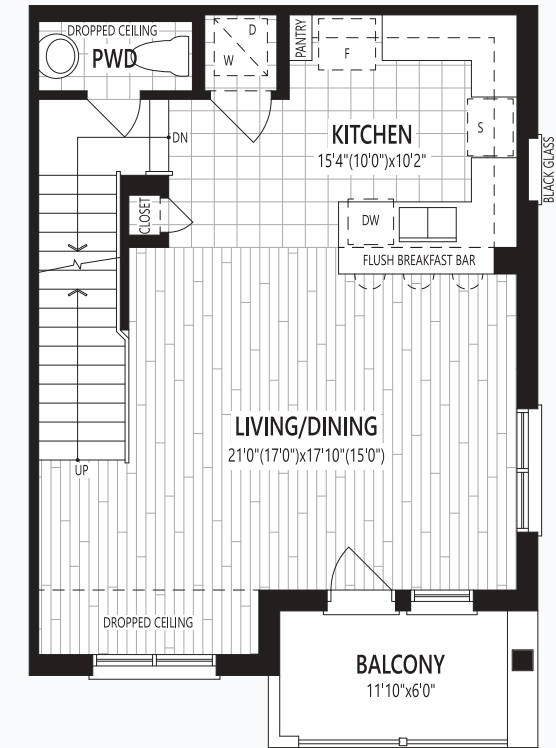 DROPPED CEILING
PWD
D
W
PANTRY
F
KITCHEN
15'4"(10'0")x10'2"
S
BLACK GLASS
DN
CLOSET
DW
FLUSH BREAKFAST BAR
LIVING/DINING
21'0"(17'0")x17'10"(15'0")
UP
DROPPED CEILING
BALCONY
11'10"x6'0"